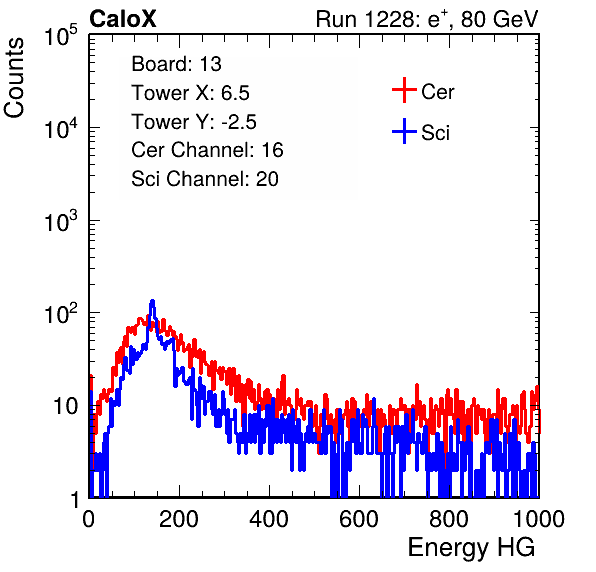 CaloX Run 1228: e⁺, 80 GeV
Counts
10⁵
10⁴
10³
10²
10
1
Board: 13
Tower X: 6.5
Tower Y: -2.5
Cer Channel: 16
Sci Channel: 20
Cer
Sci
0 200 400 600 800 1000
Energy HG